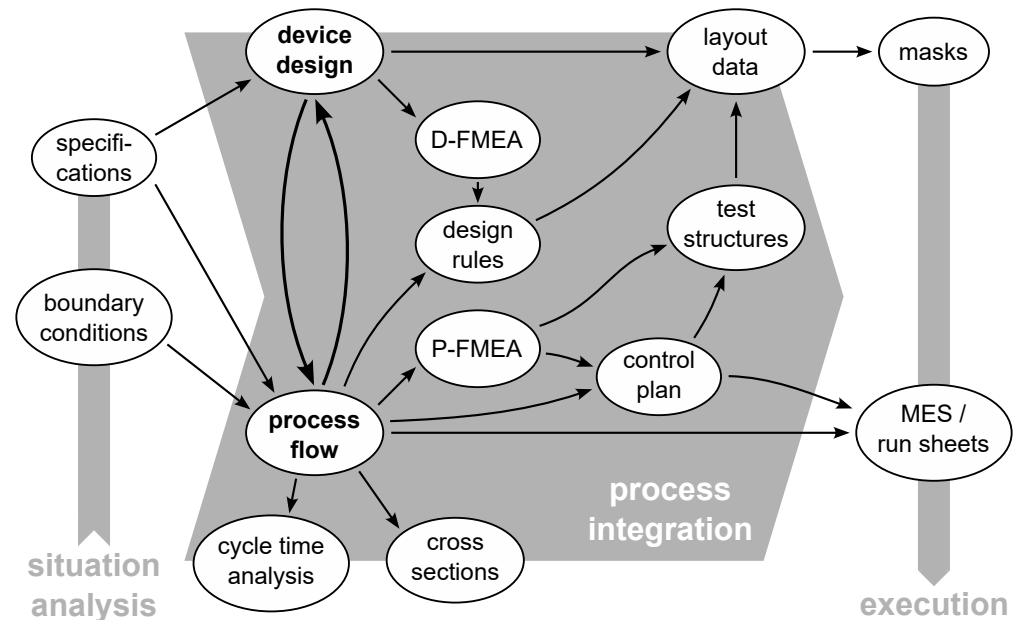 device
design
layout
data
masks
specifi-
cations
D-FMEA
design
rules
test
structures
boundary
conditions
P-FMEA
control
plan
process
flow
MES /
run sheets
process
integration
cycle time
analysis
cross
sections
situation
analysis
execution